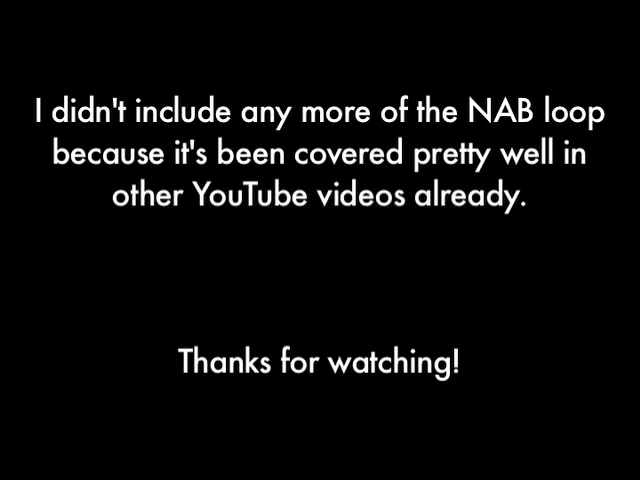 I didn't include any more of the NAB loop
because it's been covered pretty well in
other YouTube videos already.
Thanks for watching!